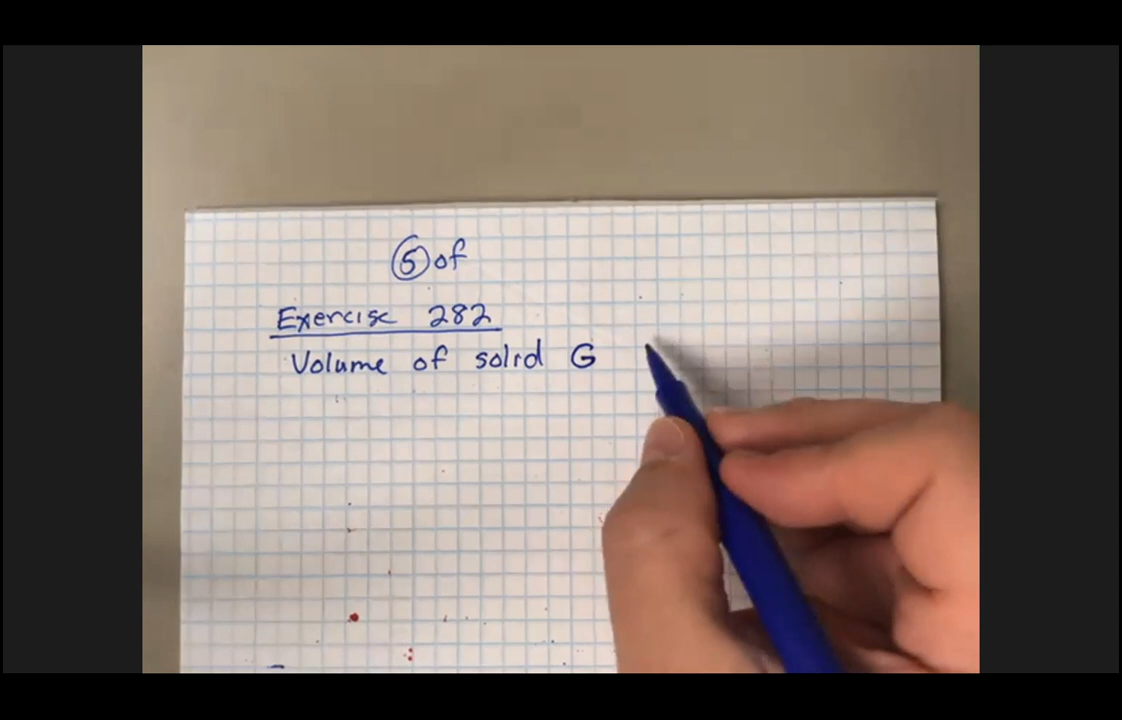 ⑤ of
Exercise 282
Volume of solid G